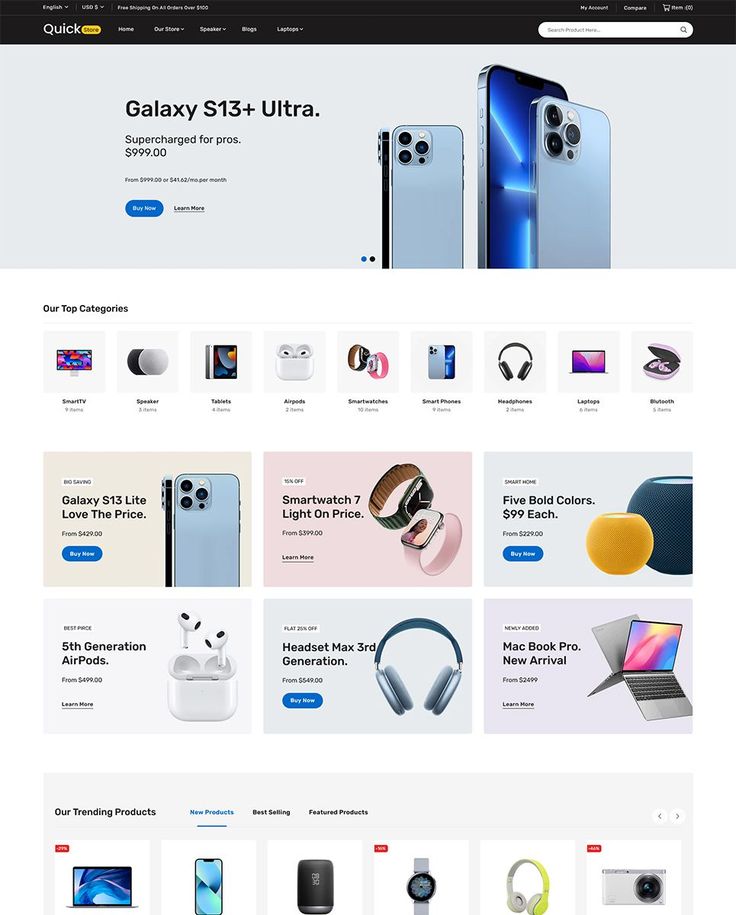 English USD $ Free Shipping On All Orders Over $100 My Account Compare Item :(0)
Quick Store Home Our Store Speaker Blogs Laptops Search Product Here...
Galaxy S13+ Ultra.
Supercharged for pros.
$999.00
From $999.00 or $41.62/mo.per month
Buy Now Learn More
Our Top Categories
SmartTV Speaker Tablets Airpods Smartwatches Smart Phones Headphones Laptops Blutooth
9 items 3 items 4 items 2 items 10 items 9 items 2 items 6 items 5 items
BIG SAVING
Galaxy S13 Lite
Love The Price.
From $429.00
Buy Now
15% OFF
Smartwatch 7
Light On Price.
From $399.00
Learn More
SMART HOME
Five Bold Colors.
$99 Each.
From $229.00
Buy Now
BEST PIRCE
5th Generation
AirPods.
From $499.00
Learn More
FLAT 25% OFF
Headset Max 3rd
Generation.
From $549.00
Buy Now
NEWLY ADDED
Mac Book Pro.
New Arrival
From $2499
Learn More
Our Trending Products New Products Best Selling Featured Products
-29% -16% -46%